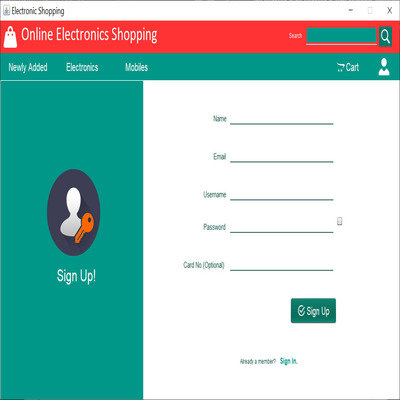 Electronic Shopping
Online Electronics Shopping
Search
Newly Added Electronics Mobiles Cart
Name
Email
Username
Password
Card No (Optional)
Sign Up!
Sign Up
Already a member? Sign In.